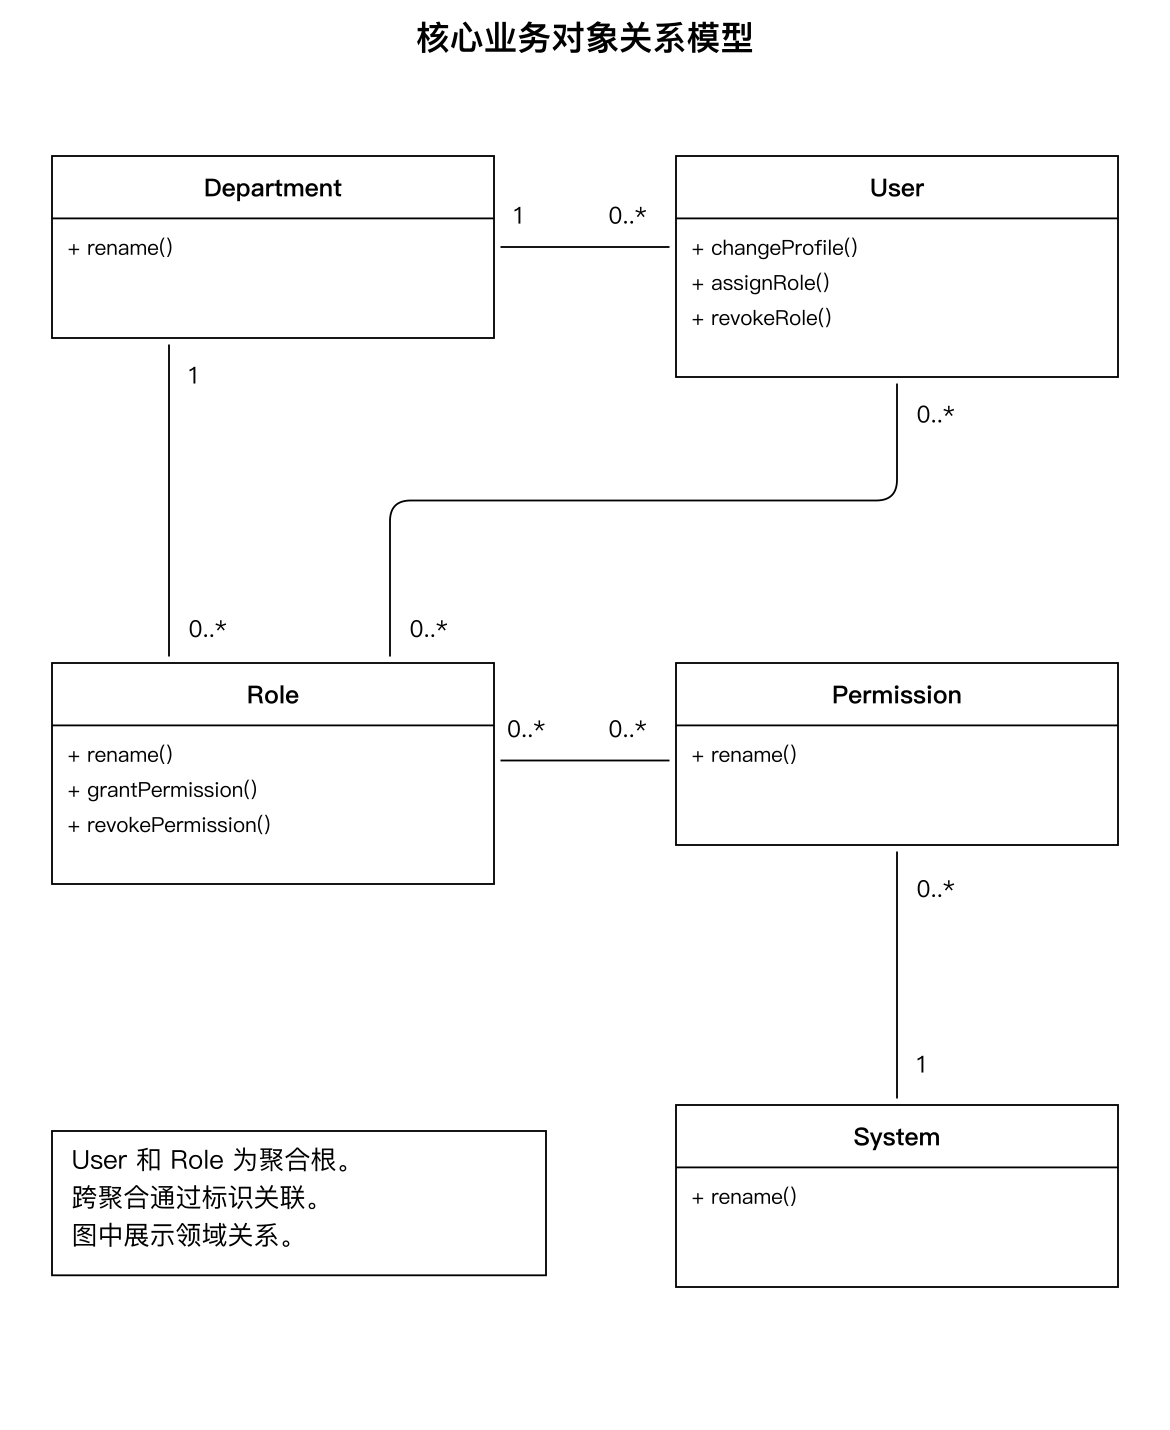 核心业务对象关系模型
Department
+ rename()
1
0..*
User
+ changeProfile()
+ assignRole()
+ revokeRole()
1
0..*
0..*
0..*
Role
+ rename()
+ grantPermission()
+ revokePermission()
0..*
0..*
Permission
+ rename()
0..*
1
System
+ rename()
User 和 Role 为聚合根。
跨聚合通过标识关联。
图中展示领域关系。